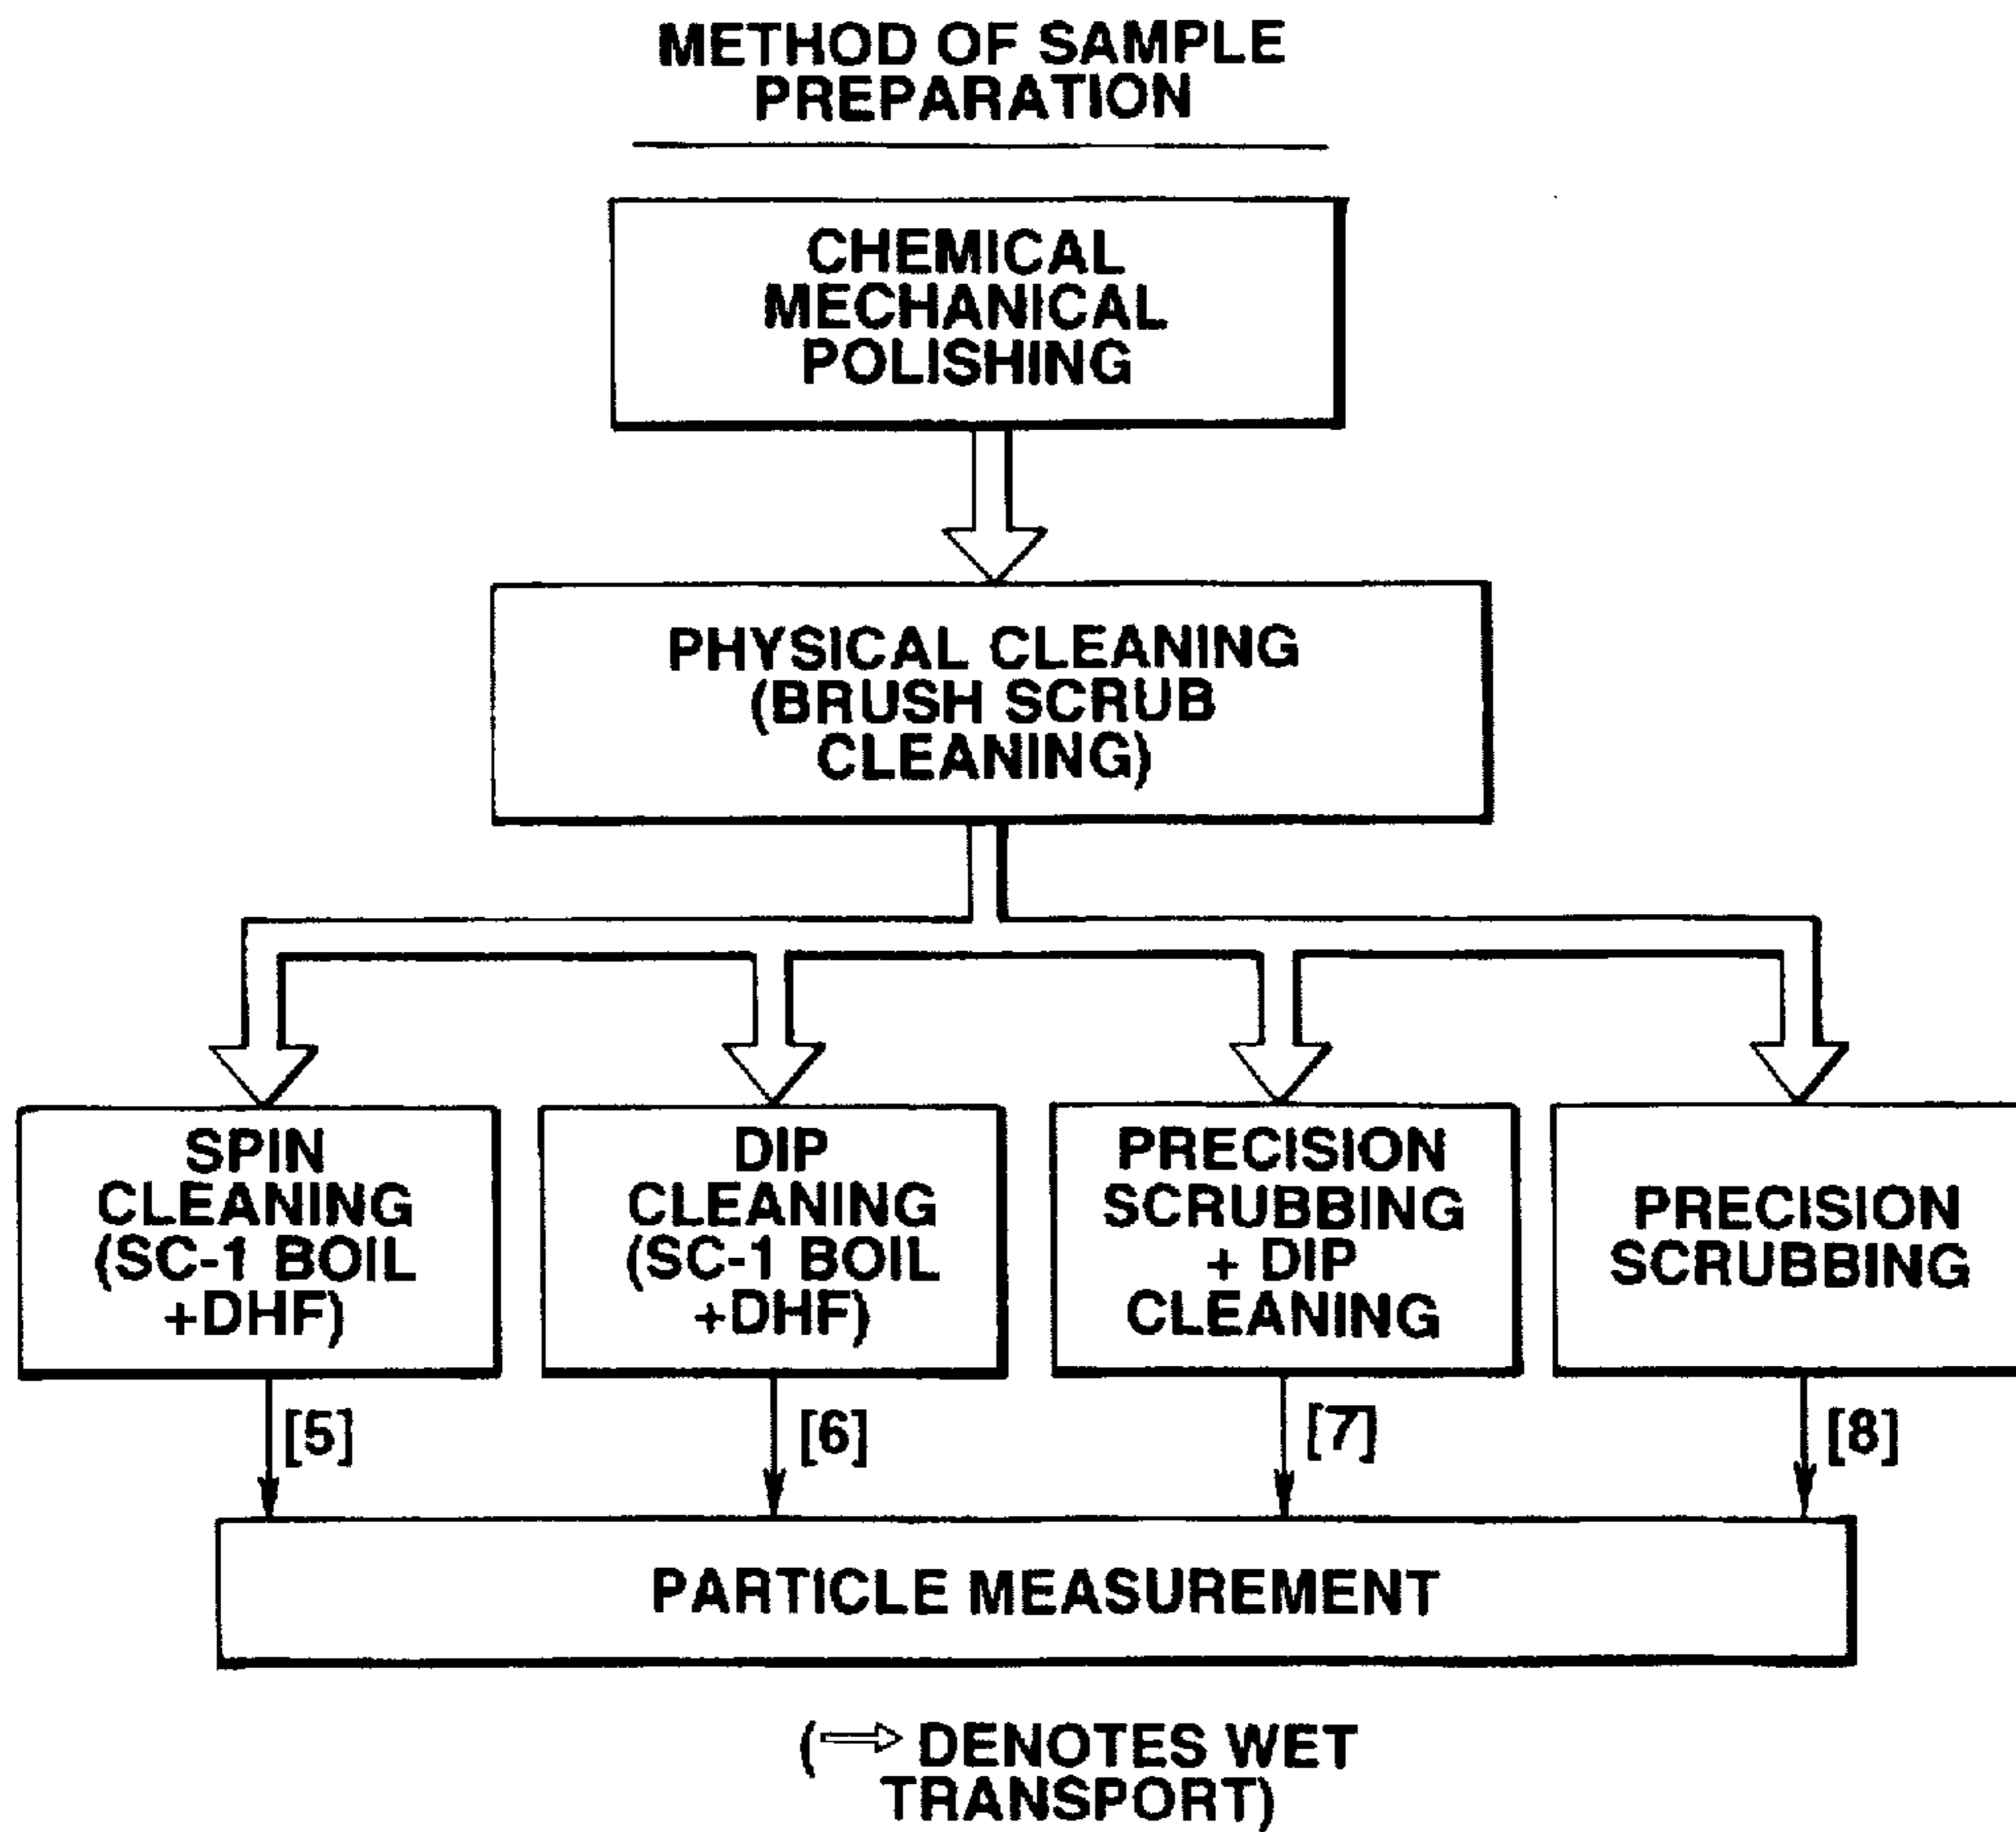 METHOD OF SAMPLE
PREPARATION
CHEMICAL
MECHANICAL
POLISHING
PHYSICAL CLEANING
(BRUSH SCRUB
CLEANING)
SPIN
CLEANING
(SC-1 BOIL
+DHF)
DIP
CLEANING
(SC-1 BOIL
+DHF)
PRECISION
SCRUBBING
+ DIP
CLEANING
PRECISION
SCRUBBING
[5]
[6]
[7]
[8]
PARTICLE MEASUREMENT
(⇨ DENOTES WET
TRANSPORT)